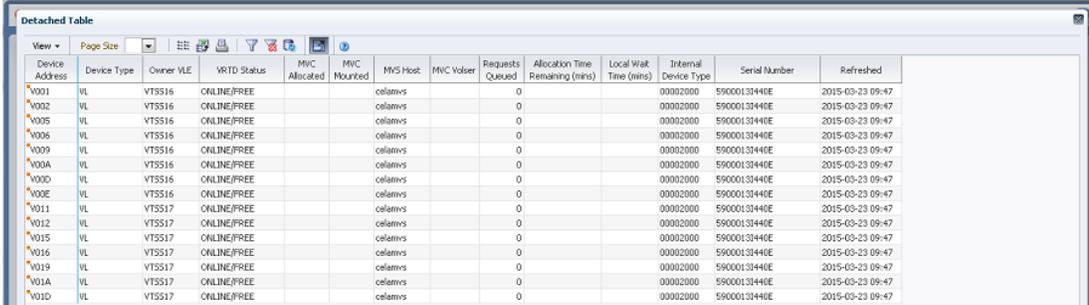 Detached Table
View Page Size
Device Address Device Type Owner VLE VRTD Status MVC Allocated MVC Mounted MVS Host MVC Volser Requests Queued Allocation Time Remaining (mins) Local Wait Time (mins) Internal Device Type Serial Number Refreshed
V001 VL VTSS16 ONLINE/FREE celamvs 0 00002000 59000131440E 2015-03-23 09:47
V002 VL VTSS16 ONLINE/FREE celamvs 0 00002000 59000131440E 2015-03-23 09:47
V005 VL VTSS16 ONLINE/FREE celamvs 0 00002000 59000131440E 2015-03-23 09:47
V006 VL VTSS16 ONLINE/FREE celamvs 0 00002000 59000131440E 2015-03-23 09:47
V009 VL VTSS16 ONLINE/FREE celamvs 0 00002000 59000131440E 2015-03-23 09:47
V00A VL VTSS16 ONLINE/FREE celamvs 0 00002000 59000131440E 2015-03-23 09:47
V00D VL VTSS16 ONLINE/FREE celamvs 0 00002000 59000131440E 2015-03-23 09:47
V00E VL VTSS16 ONLINE/FREE celamvs 0 00002000 59000131440E 2015-03-23 09:47
V011 VL VTSS17 ONLINE/FREE celamvs 0 00002000 59000131440E 2015-03-23 09:47
V012 VL VTSS17 ONLINE/FREE celamvs 0 00002000 59000131440E 2015-03-23 09:47
V015 VL VTSS17 ONLINE/FREE celamvs 0 00002000 59000131440E 2015-03-23 09:47
V016 VL VTSS17 ONLINE/FREE celamvs 0 00002000 59000131440E 2015-03-23 09:47
V019 VL VTSS17 ONLINE/FREE celamvs 0 00002000 59000131440E 2015-03-23 09:47
V01A VL VTSS17 ONLINE/FREE celamvs 0 00002000 59000131440E 2015-03-23 09:47
V01D VL VTSS17 ONLINE/FREE celamvs 0 00002000 59000131440E 2015-03-23 09:47